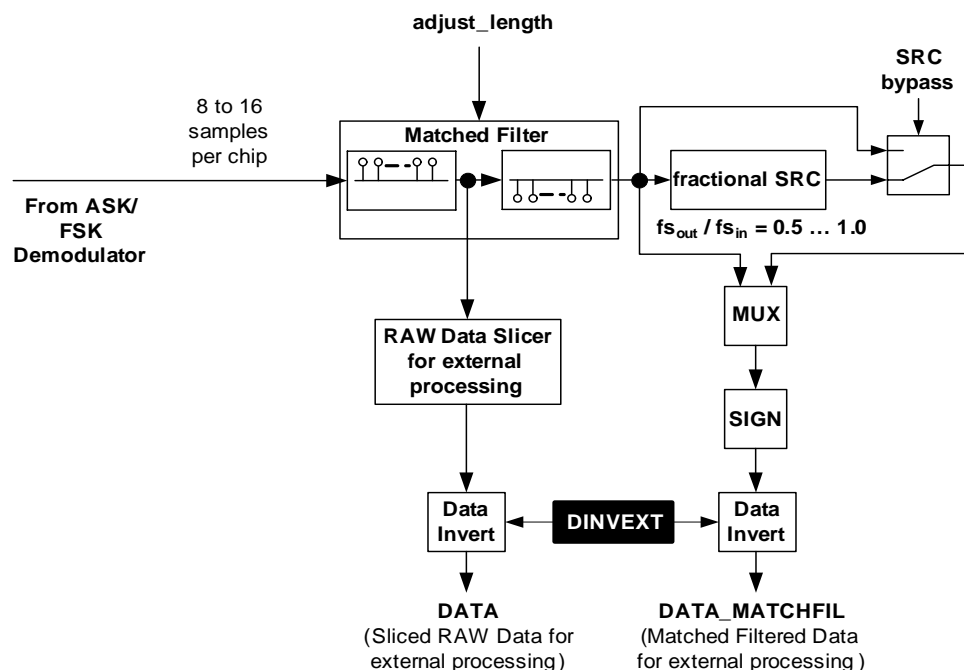 adjust_length
SRC
bypass
8 to 16
samples
per chip
Matched Filter
fractional SRC
From ASK/
FSK
Demodulator
fsout / fsin = 0.5 … 1.0
MUX
RAW Data Slicer
for external
processing
SIGN
Data
Invert
DINVEXT
Data
Invert
DATA
(Sliced RAW Data for
external processing)
DATA_MATCHFIL
(Matched Filtered Data
for external processing)